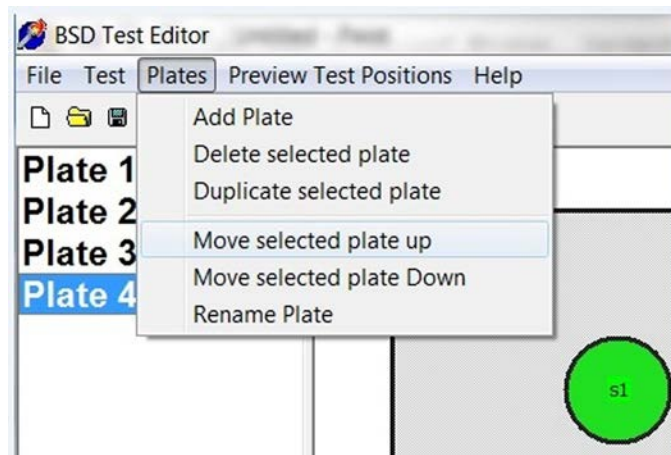 BSD Test Editor
File Test Plates Preview Test Positions Help
Add Plate
Delete selected plate
Duplicate selected plate
Move selected plate up
Move selected plate Down
Rename Plate
Plate 1
Plate 2
Plate 3
Plate 4
s1